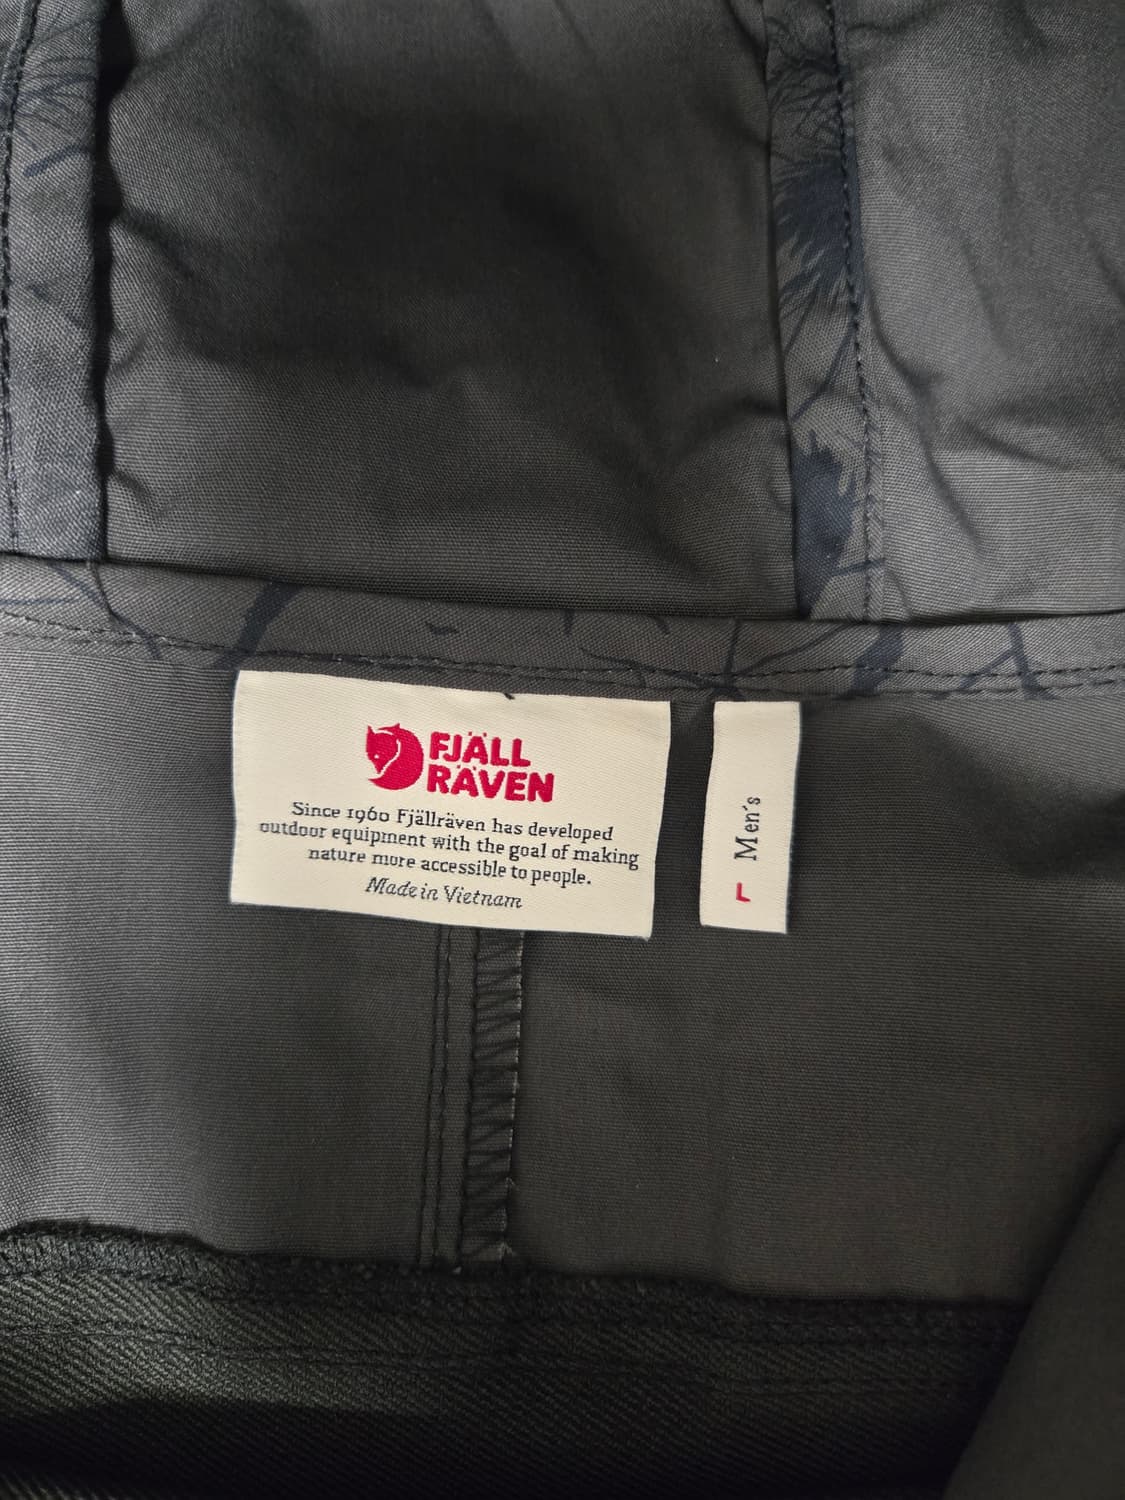 FJÄLL
RÄVEN
Since 1960 Fjällräven has developed
outdoor equipment with the goal of making
nature more accessible to people.
Made in Vietnam
Men's
L